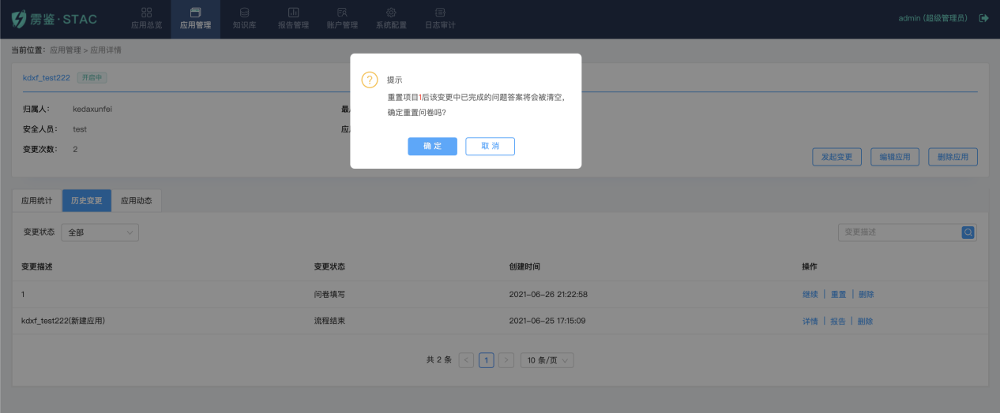 雳鉴·STAC
应用总览
应用管理
知识库
报告管理
账户管理
系统配置
日志审计
admin (超级管理员)
当前位置：应用管理 > 应用详情
kdxf_test222 开启中
归属人： kedaxunfei
安全人员： test
变更次数： 2
提示
重置项目1后该变更中已完成的问题答案将会被清空,
确定重置问卷吗?
确 定 取 消
发起变更 编辑应用 删除应用
应用统计 历史变更 应用动态
变更状态 全部
变更描述
变更描述 变更状态 创建时间 操作
1 问卷填写 2021-06-26 21:22:58 继续 | 重置 | 删除
kdxf_test222(新建应用) 流程结束 2021-06-25 17:15:09 详情 | 报告 | 删除
共 2 条 < 1 > 10 条/页